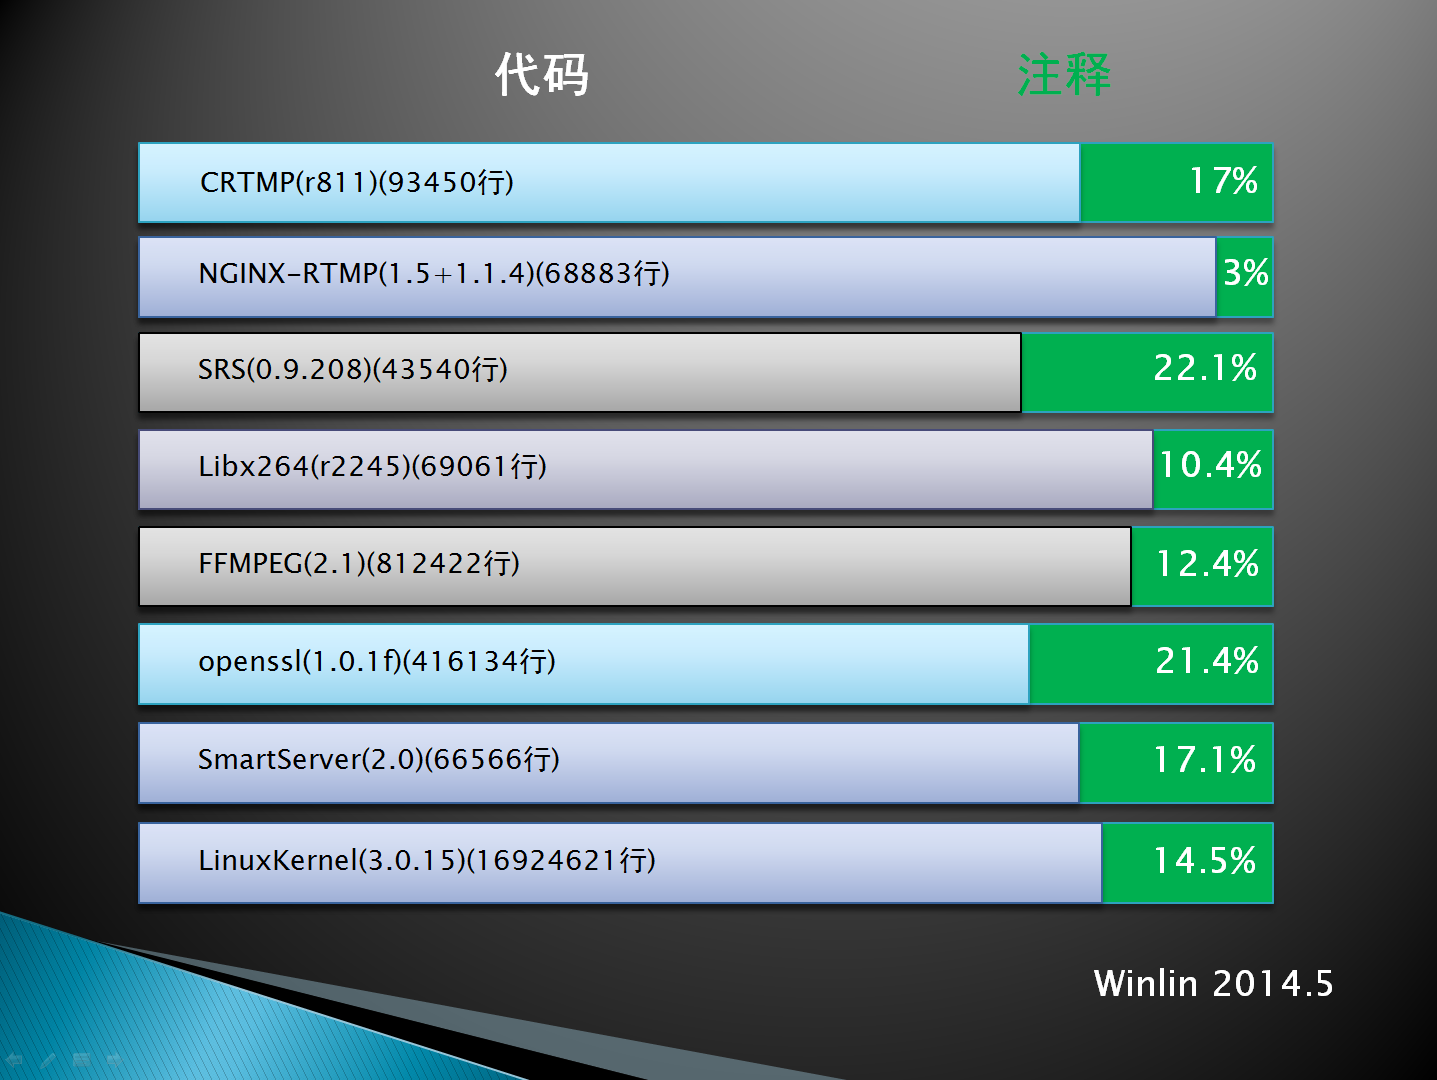 代码 注释
CRTMP(r811)(93450行) 17%
NGINX-RTMP(1.5+1.1.4)(68883行) 3%
SRS(0.9.208)(43540行) 22.1%
Libx264(r2245)(69061行) 10.4%
FFMPEG(2.1)(812422行) 12.4%
openssl(1.0.1f)(416134行) 21.4%
SmartServer(2.0)(66566行) 17.1%
LinuxKernel(3.0.15)(16924621行) 14.5%
Winlin 2014.5